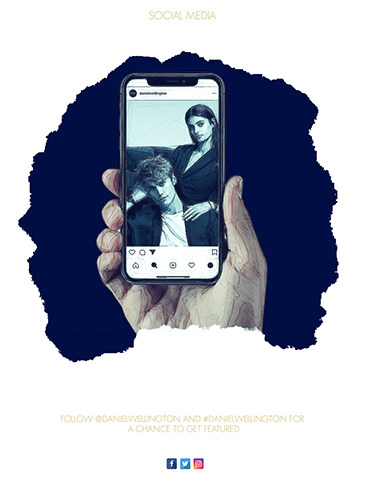 SOCIAL MEDIA
danielwellington
FOLLOW @DANIELWELLINGTON AND #DANIELWELLINGTON FOR
A CHANCE TO GET FEATURED